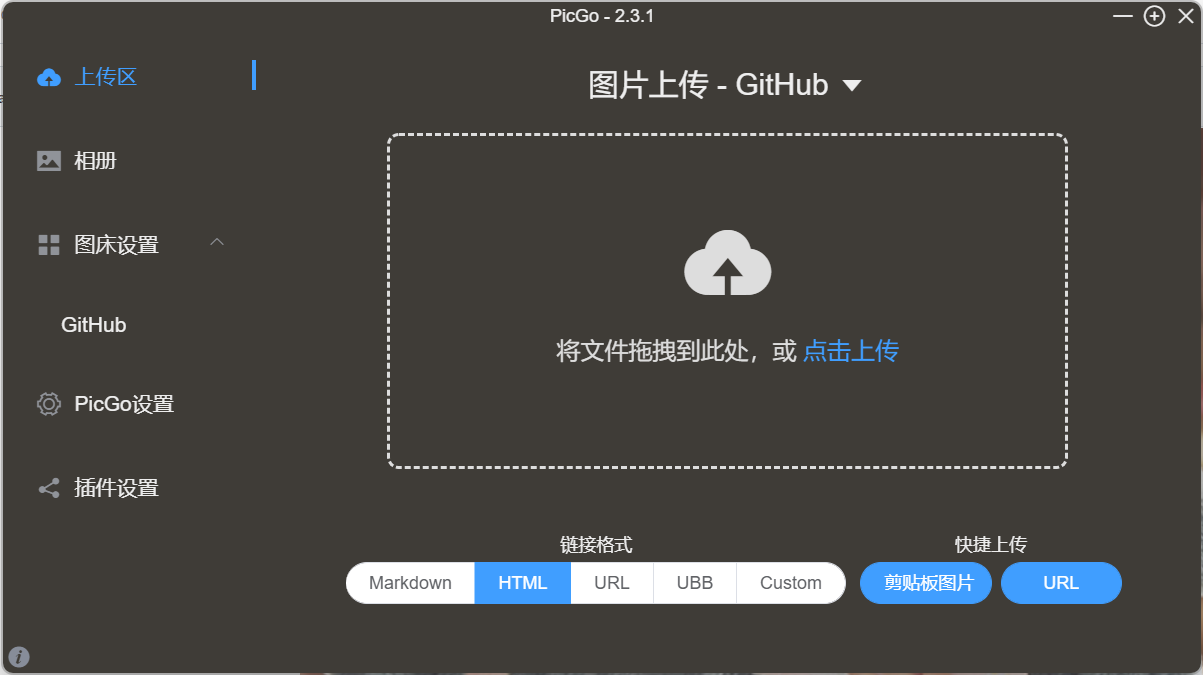 PicGo - 2.3.1
上传区
图片上传 - GitHub
相册
图床设置
GitHub
将文件拖拽到此处，或 点击上传
PicGo设置
插件设置
链接格式
快捷上传
Markdown HTML URL UBB Custom 剪贴板图片 URL